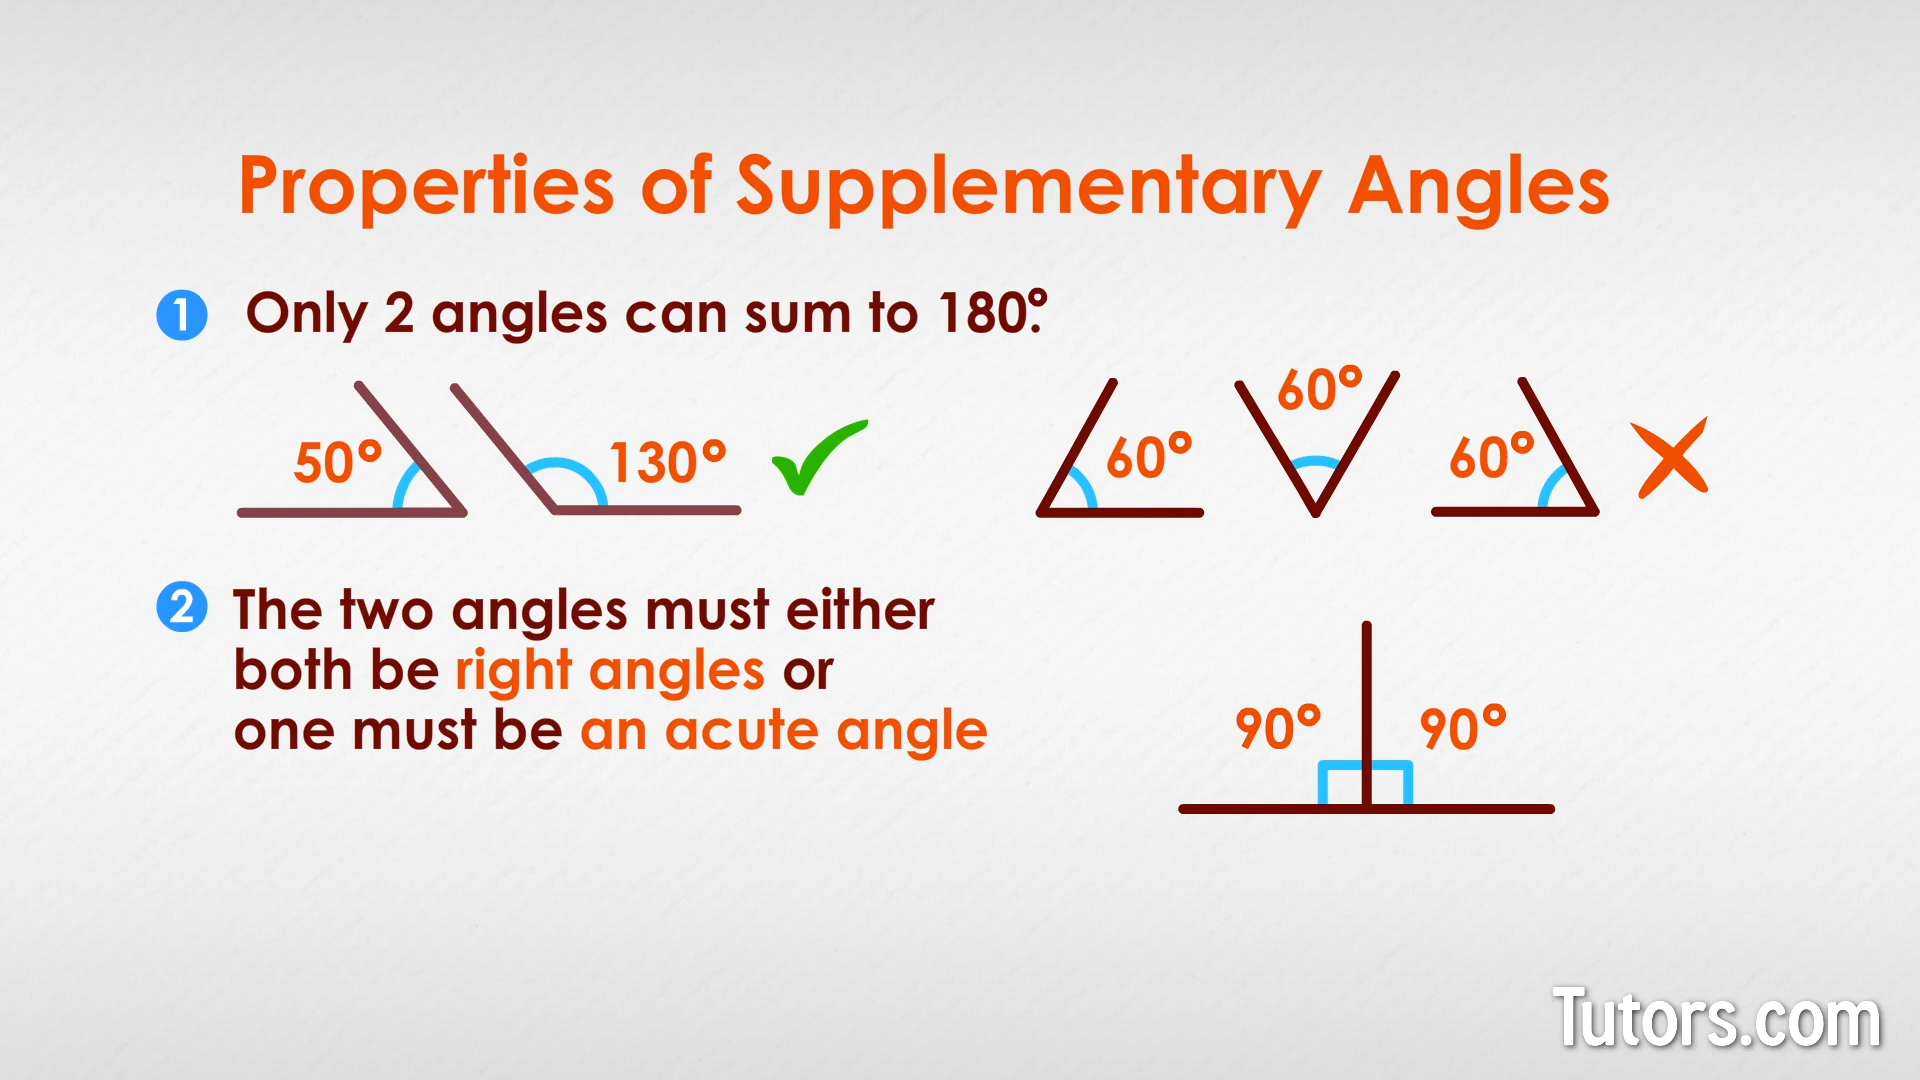 Properties of Supplementary Angles
1 Only 2 angles can sum to 180°.
50° 130° 60° 60° 60°
2 The two angles must either
both be right angles or
one must be an acute angle
90° 90°
Tutors.com